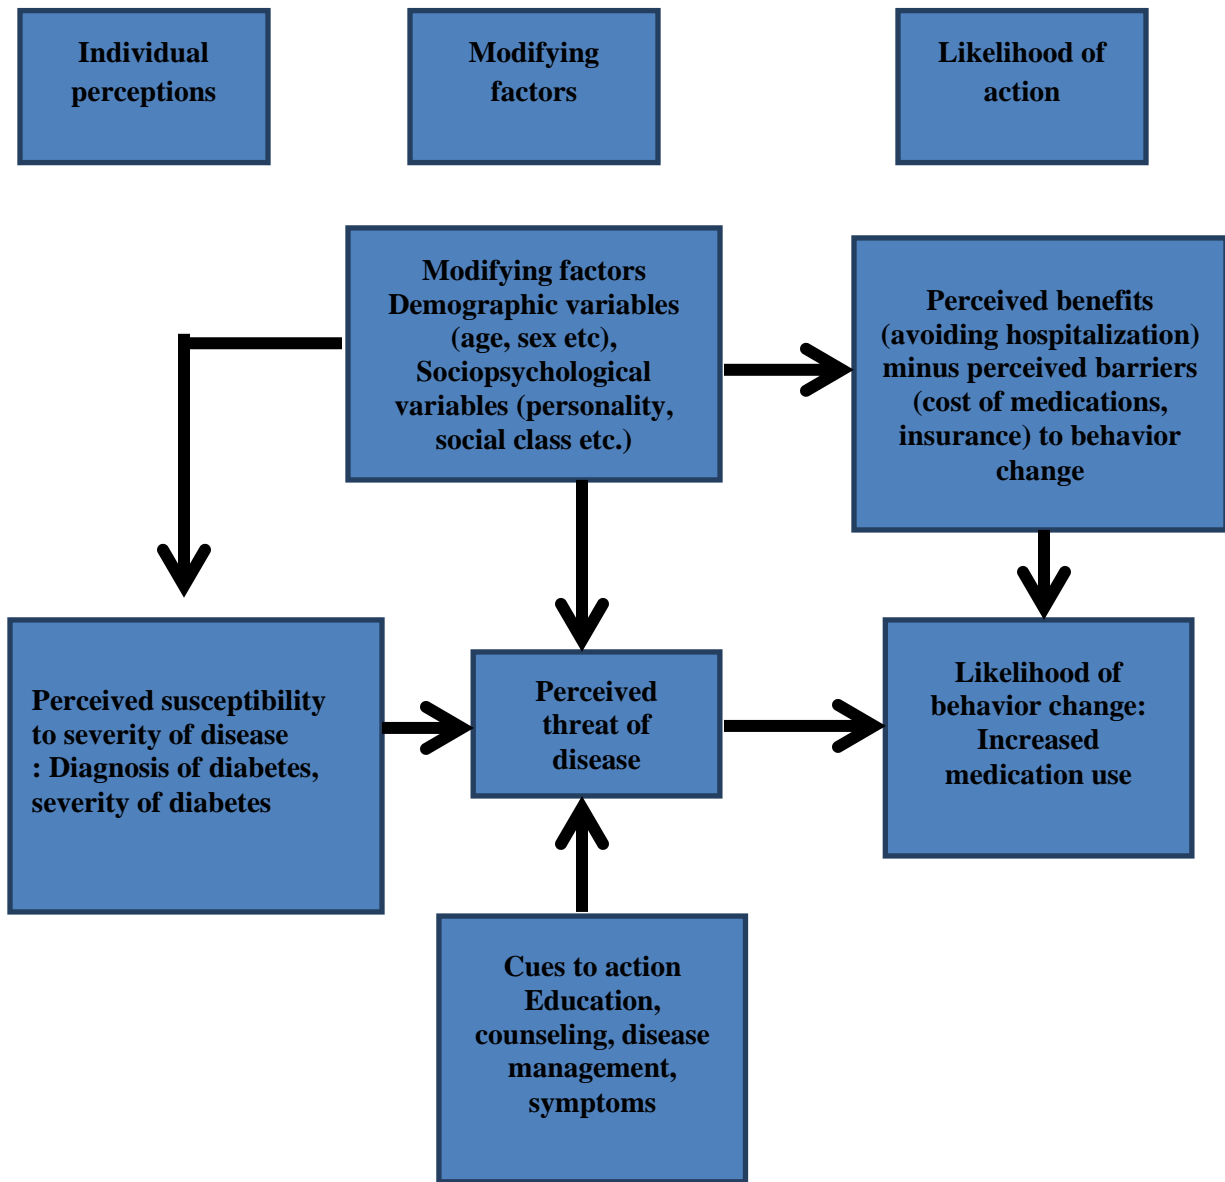 Individual
perceptions
Modifying
factors
Likelihood of
action
Modifying factors
Demographic variables
(age, sex etc),
Sociopsychological
variables (personality,
social class etc.)
Perceived benefits
(avoiding hospitalization)
minus perceived barriers
(cost of medications,
insurance) to behavior
change
Perceived susceptibility
to severity of disease
: Diagnosis of diabetes,
severity of diabetes
Perceived
threat of
disease
Likelihood of
behavior change:
Increased
medication use
Cues to action
Education,
counseling, disease
management,
symptoms